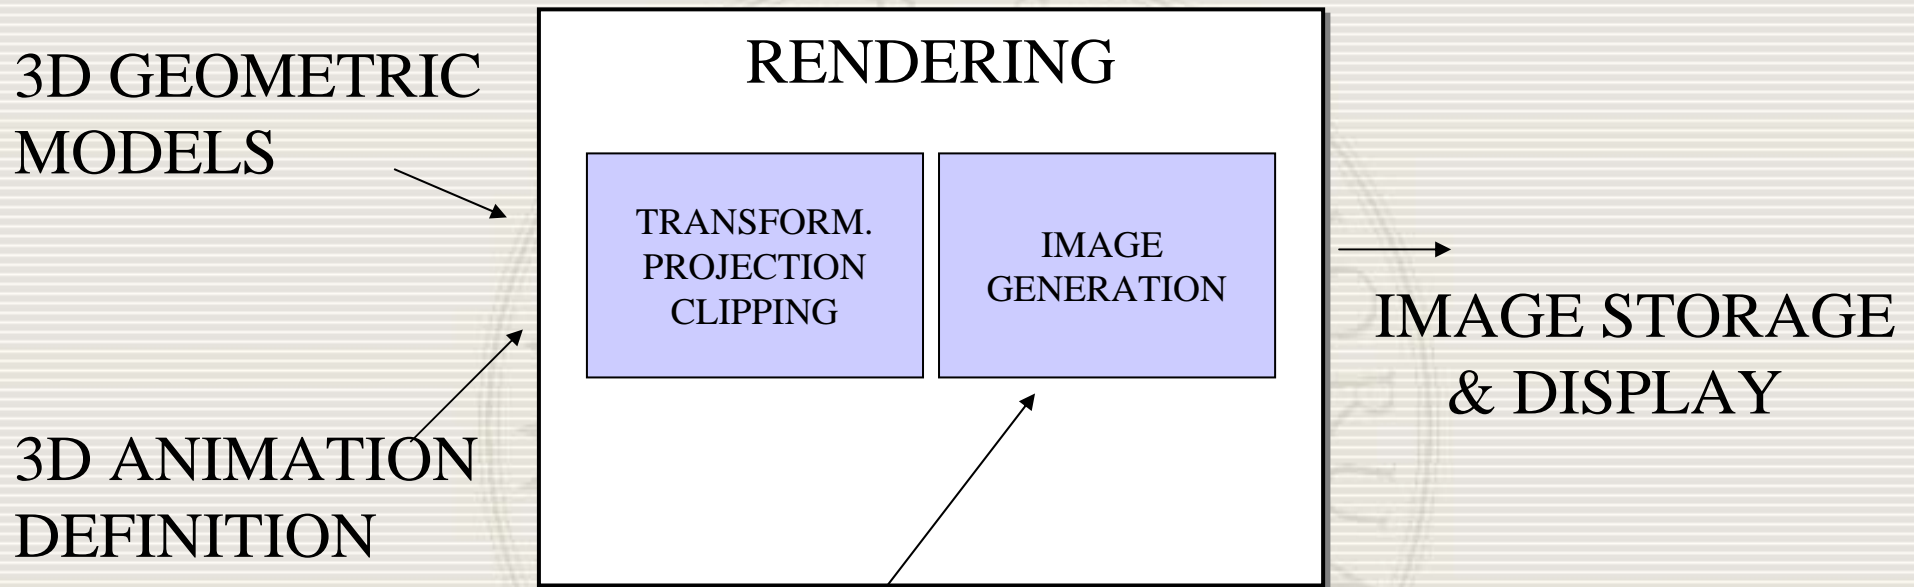 3D GEOMETRIC
MODELS
3D ANIMATION
DEFINITION
RENDERING
TRANSFORM.
PROJECTION
CLIPPING
IMAGE
GENERATION
IMAGE STORAGE
& DISPLAY